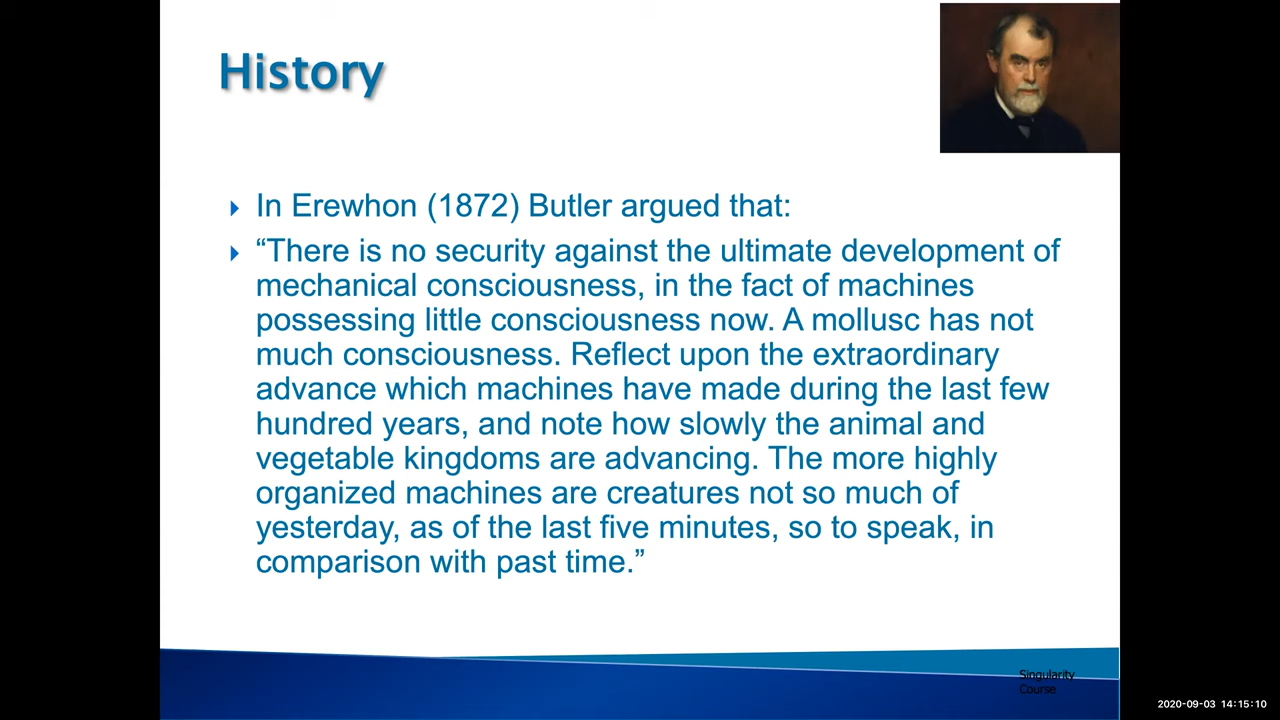 History
In Erewhon (1872) Butler argued that:
“There is no security against the ultimate development of
mechanical consciousness, in the fact of machines
possessing little consciousness now. A mollusc has not
much consciousness. Reflect upon the extraordinary
advance which machines have made during the last few
hundred years, and note how slowly the animal and
vegetable kingdoms are advancing. The more highly
organized machines are creatures not so much of
yesterday, as of the last five minutes, so to speak, in
comparison with past time.”
Singularity
Course
2020-09-03 14:15:10